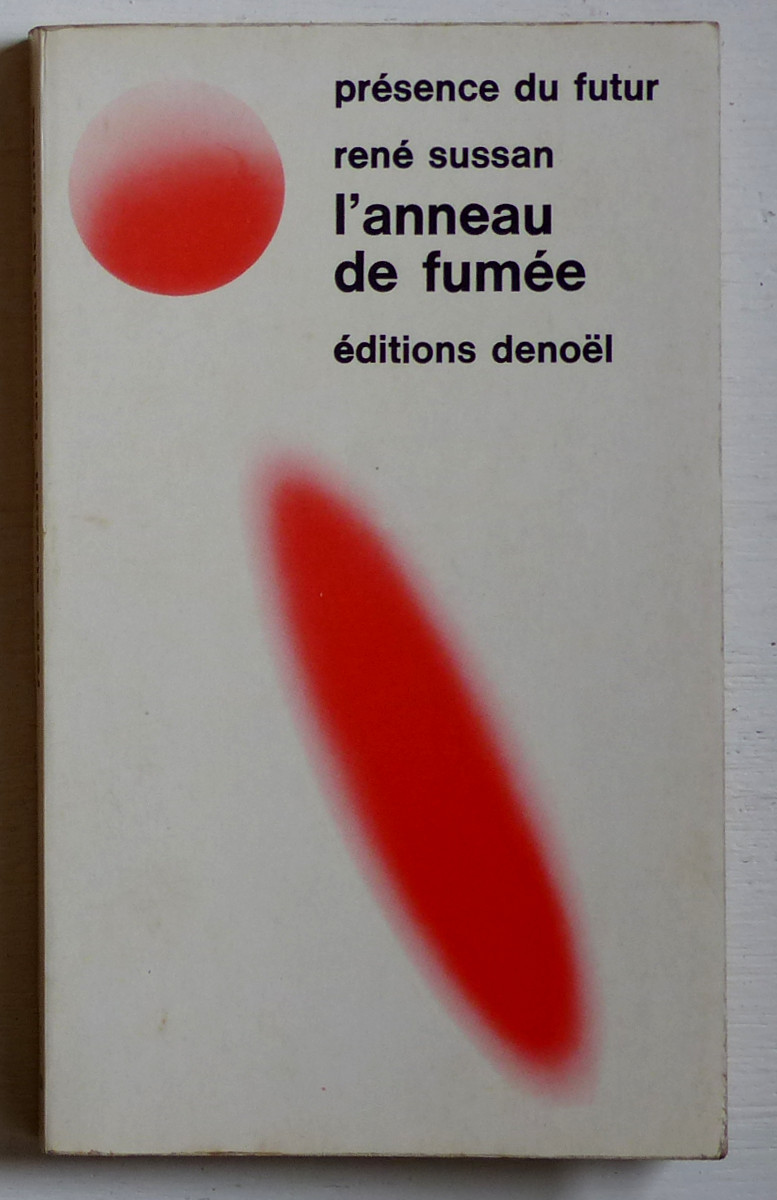 présence du futur
rené sussan
l'anneau
de fumée
éditions denoël